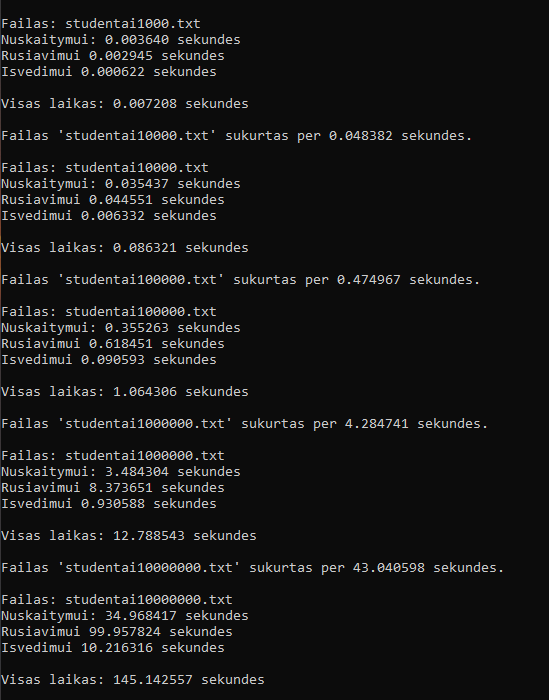 Failas: studentai1000.txt
Nuskaitymui: 0.003640 sekundes
Rusiavimui 0.002945 sekundes
Isvedimui 0.000622 sekundes
Visas laikas: 0.007208 sekundes
Failas 'studentai10000.txt' sukurtas per 0.048382 sekundes.
Failas: studentai10000.txt
Nuskaitymui: 0.035437 sekundes
Rusiavimui 0.044551 sekundes
Isvedimui 0.006332 sekundes
Visas laikas: 0.086321 sekundes
Failas 'studentai100000.txt' sukurtas per 0.474967 sekundes.
Failas: studentai100000.txt
Nuskaitymui: 0.355263 sekundes
Rusiavimui 0.618451 sekundes
Isvedimui 0.090593 sekundes
Visas laikas: 1.064306 sekundes
Failas 'studentai1000000.txt' sukurtas per 4.284741 sekundes.
Failas: studentai1000000.txt
Nuskaitymui: 3.484304 sekundes
Rusiavimui 8.373651 sekundes
Isvedimui 0.930588 sekundes
Visas laikas: 12.788543 sekundes
Failas 'studentai10000000.txt' sukurtas per 43.040598 sekundes.
Failas: studentai10000000.txt
Nuskaitymui: 34.968417 sekundes
Rusiavimui 99.957824 sekundes
Isvedimui 10.216316 sekundes
Visas laikas: 145.142557 sekundes